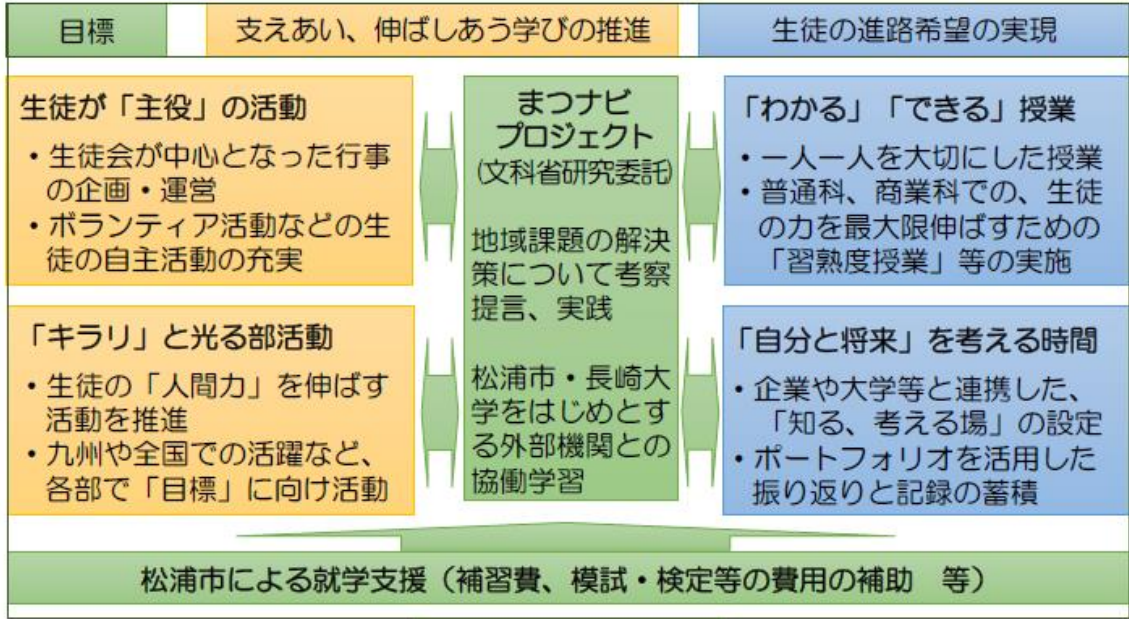 目標
支えあい、伸ばしあう学びの推進
生徒の進路希望の実現
生徒が「主役」の活動
・生徒会が中心となった行事
の企画・運営
・ボランティア活動などの生
徒の自主活動の充実
「キラリ」と光る部活動
・生徒の「人間力」を伸ばす
活動を推進
・九州や全国での活躍など、
各部で「目標」に向け活動
まつナビ
プロジェクト
(文科省研究委託)
地域課題の解決
策について考察
提言、実践
松浦市・長崎大
学をはじめとす
る外部機関との
協働学習
「わかる」「できる」授業
・一人一人を大切にした授業
・普通科、商業科での、生徒
の力を最大限伸ばすための
「習熟度授業」等の実施
「自分と将来」を考える時間
・企業や大学等と連携した、
「知る、考える場」の設定
・ポートフォリオを活用した
振り返りと記録の蓄積
松浦市による就学支援（補習費、模試・検定等の費用の補助　等）